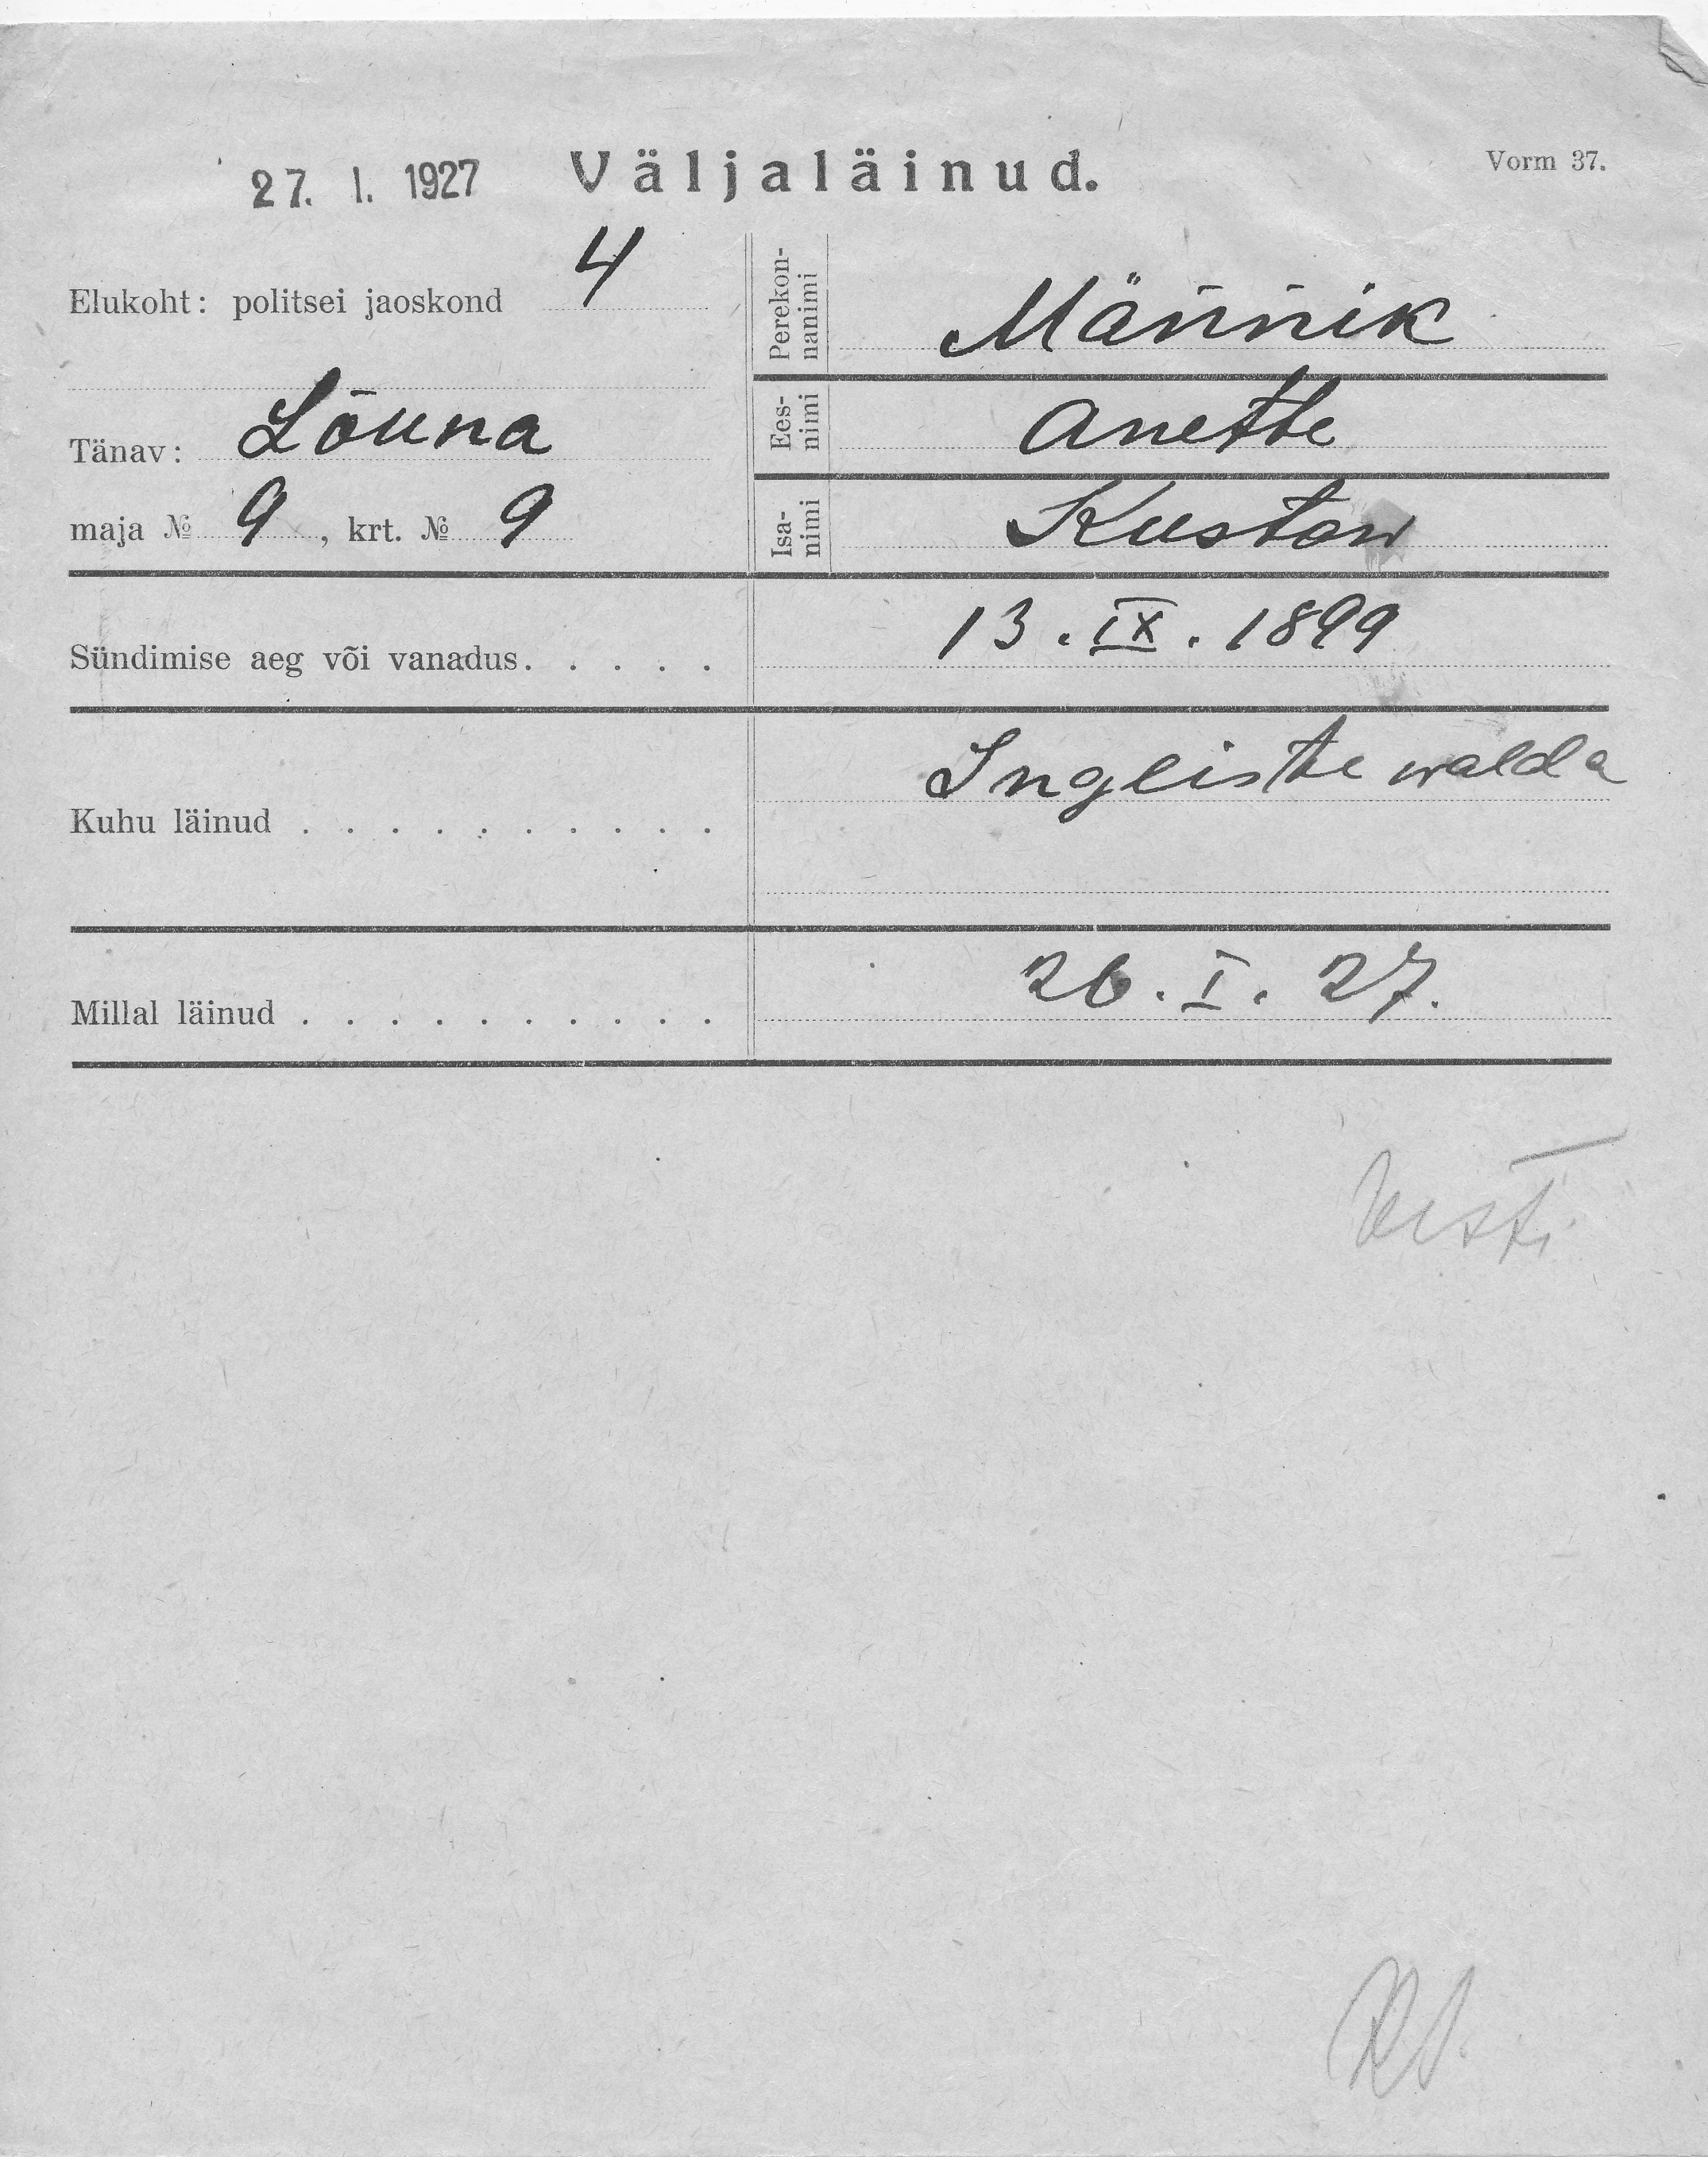 27. I. 1927 Väljaläinud. Vorm 37.
Elukoht: politsei jaoskond 4
Tänav: Lõuna
maja № 9, krt. № 9
Perekon-
nanimi
Männik
Ees-
nimi
Anette
Isa-
nimi
Kustav
Sündimise aeg või vanadus. . . . . 13. IX. 1899
Kuhu läinud . . . . . . . . . . Ingliste walda
Millal läinud . . . . . . . . . . 26. I. 27.